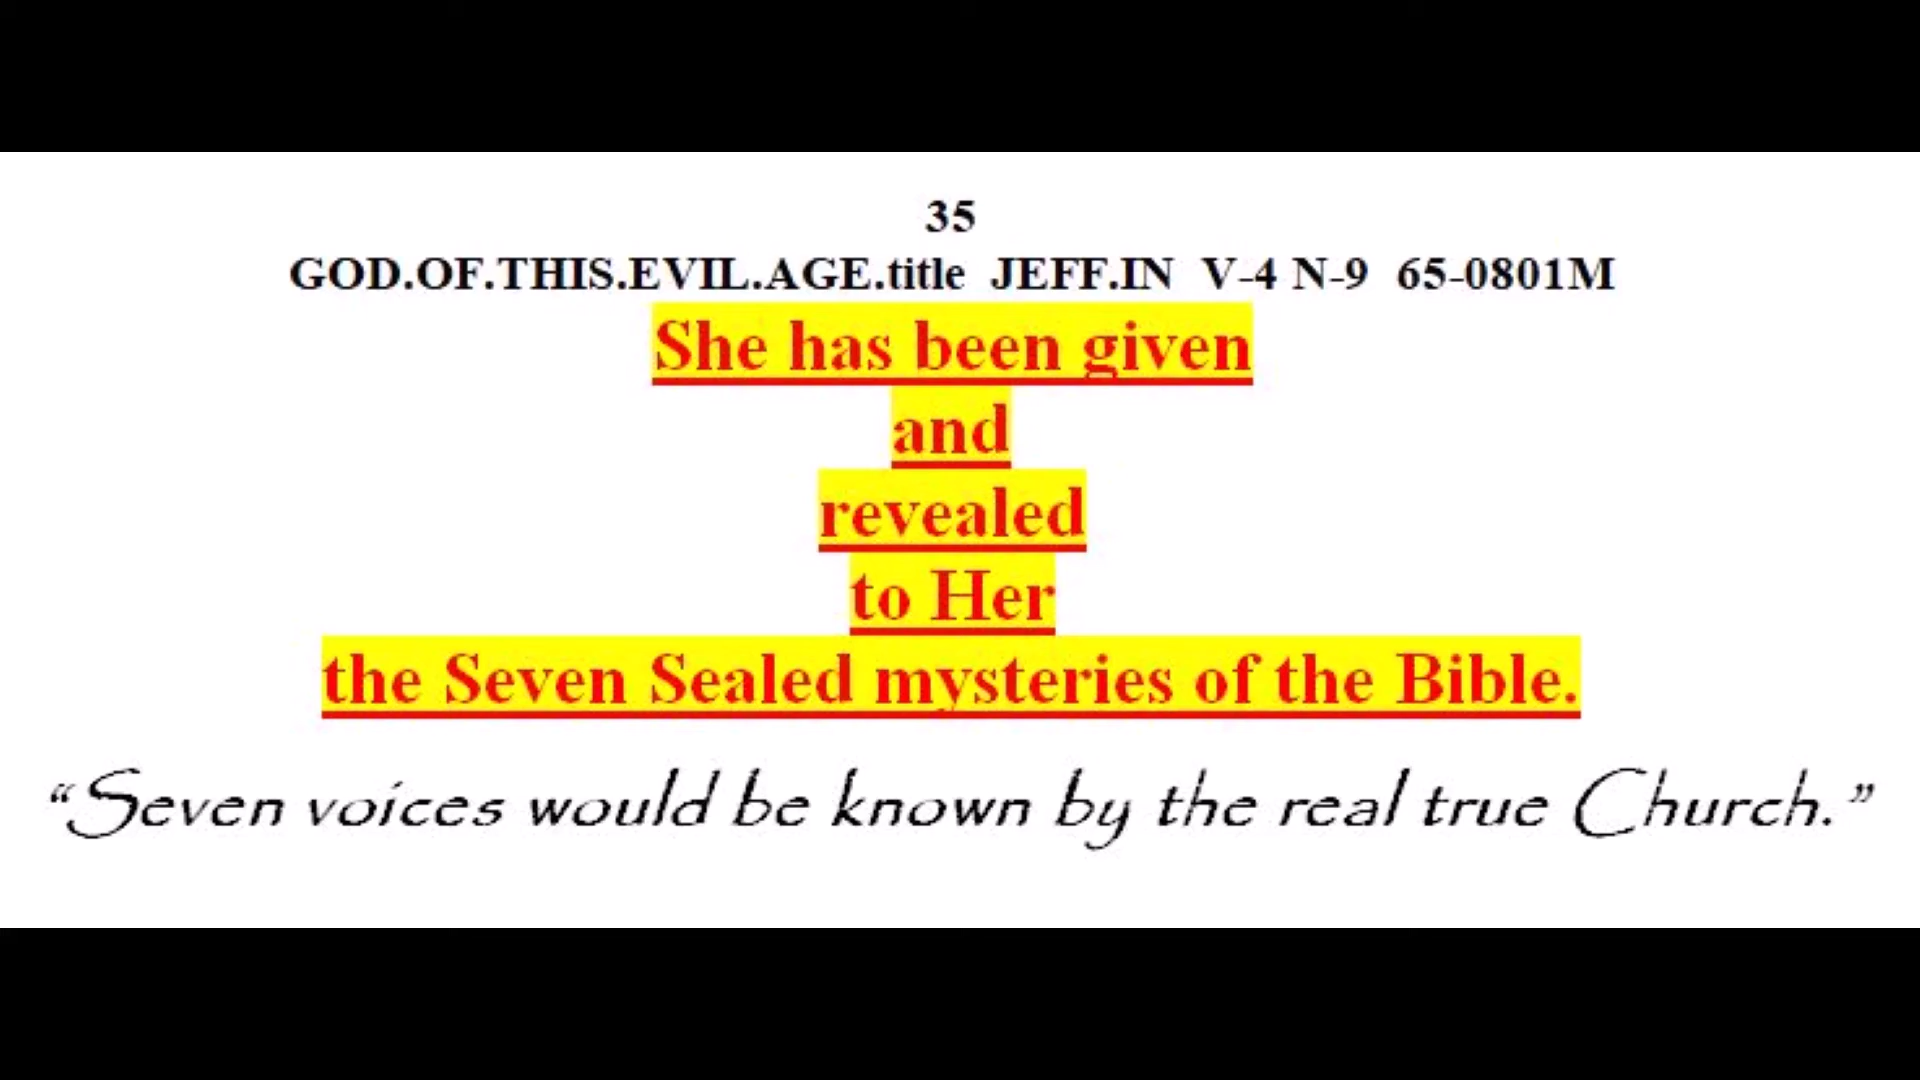 35
GOD.OF.THIS.EVIL.AGE.title JEFF.IN V-4 N-9 65-0801M
She has been given
and
revealed
to Her
the Seven Sealed mysteries of the Bible.
“Seven voices would be known by the real true Church.”